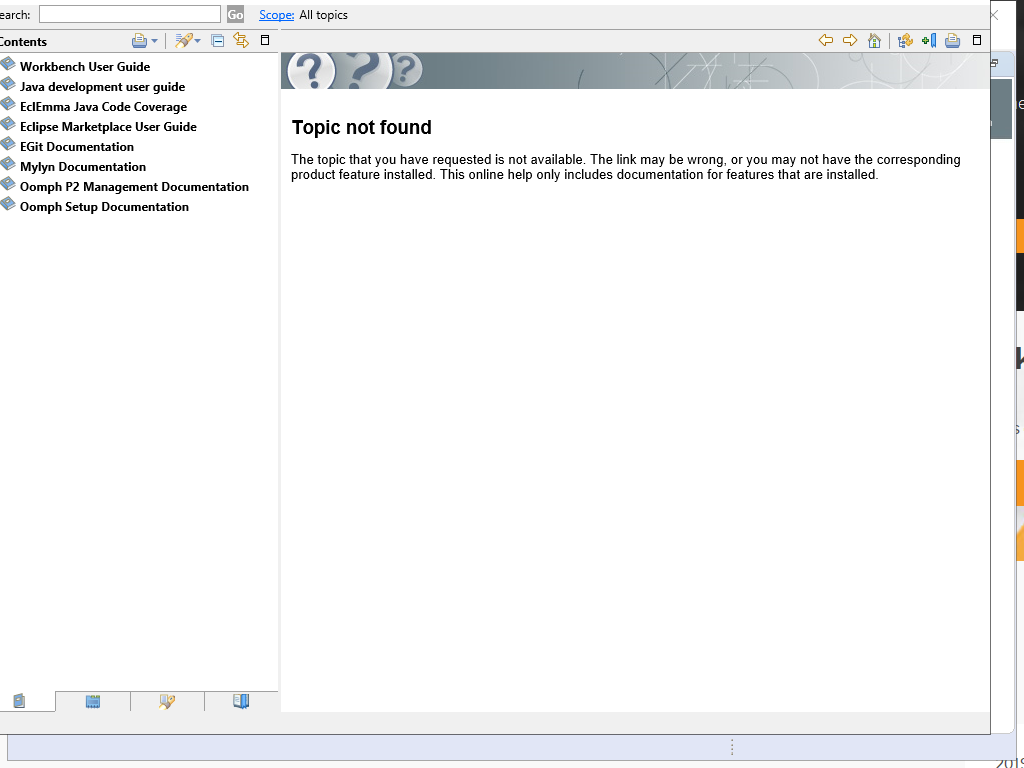 earch:
Go
Scope: All topics
Contents
Workbench User Guide
Java development user guide
EclEmma Java Code Coverage
Eclipse Marketplace User Guide
EGit Documentation
Mylyn Documentation
Oomph P2 Management Documentation
Oomph Setup Documentation
Topic not found
The topic that you have requested is not available. The link may be wrong, or you may not have the corresponding
product feature installed. This online help only includes documentation for features that are installed.